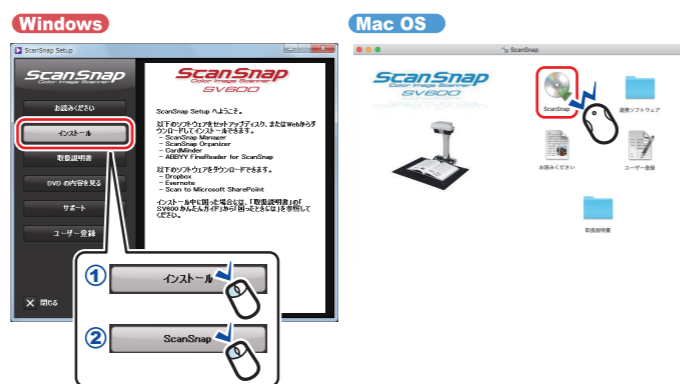 Windows
ScanSnap Setup
ScanSnap
Color Image Scanner
お読みください
インストール
取扱説明書
DVD の内容を見る
サポート
ユーザー登録
閉じる
ScanSnap
Color Image Scanner
SV600
ScanSnap Setup へようこそ。
以下のソフトウェアをセットアップディスク、またはWebからダ
ウンロードしてインストールできます。
- ScanSnap Manager
- ScanSnap Organizer
- CardMinder
- ABBYY FineReader for ScanSnap
以下のソフトウェアをダウンロードできます。
- Dropbox
- Evernote
- Scan to Microsoft SharePoint
インストール中に困った場合には、「取扱説明書」の「
SV600 かんたんガイド」から「困ったときには」を参照して
ください。
① インストール
② ScanSnap
Mac OS
ScanSnap
ScanSnap
Color Image Scanner
SV600
ScanSnap
連携ソフトウェア
お読みください
ユーザー登録
取扱説明書